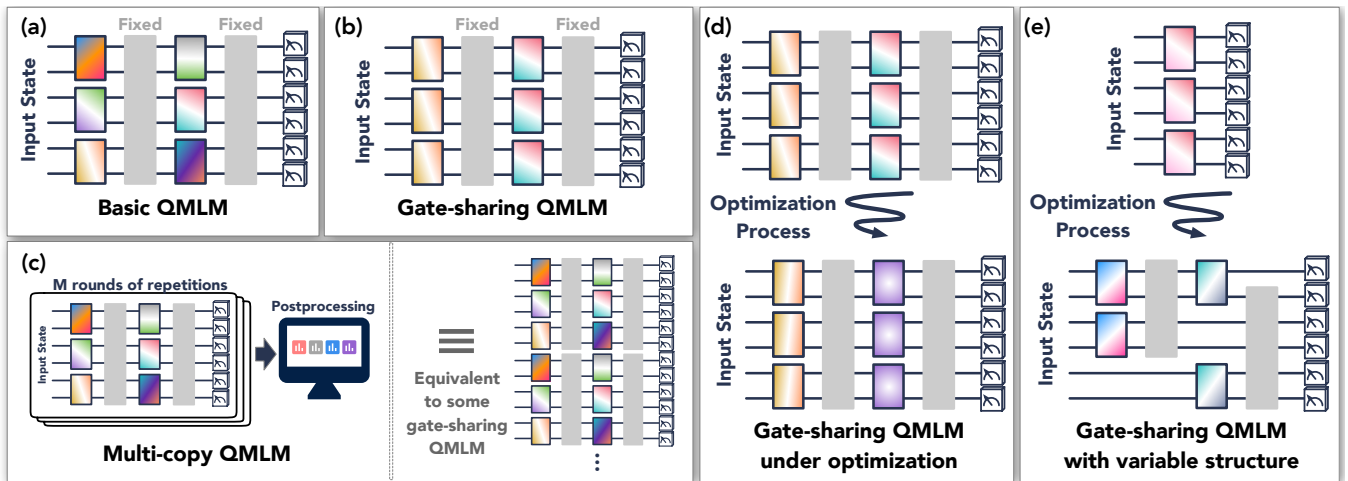 (a)
Fixed
Fixed
Input State
Basic QMLM
(b)
Fixed
Fixed
Input State
Gate-sharing QMLM
(c)
M rounds of repetitions
Input State
Postprocessing
Multi-copy QMLM
Equivalent
to some
gate-sharing
QMLM
(d)
Input State
Optimization
Process
Input State
Gate-sharing QMLM
under optimization
(e)
Input State
Optimization
Process
Input State
Gate-sharing QMLM
with variable structure